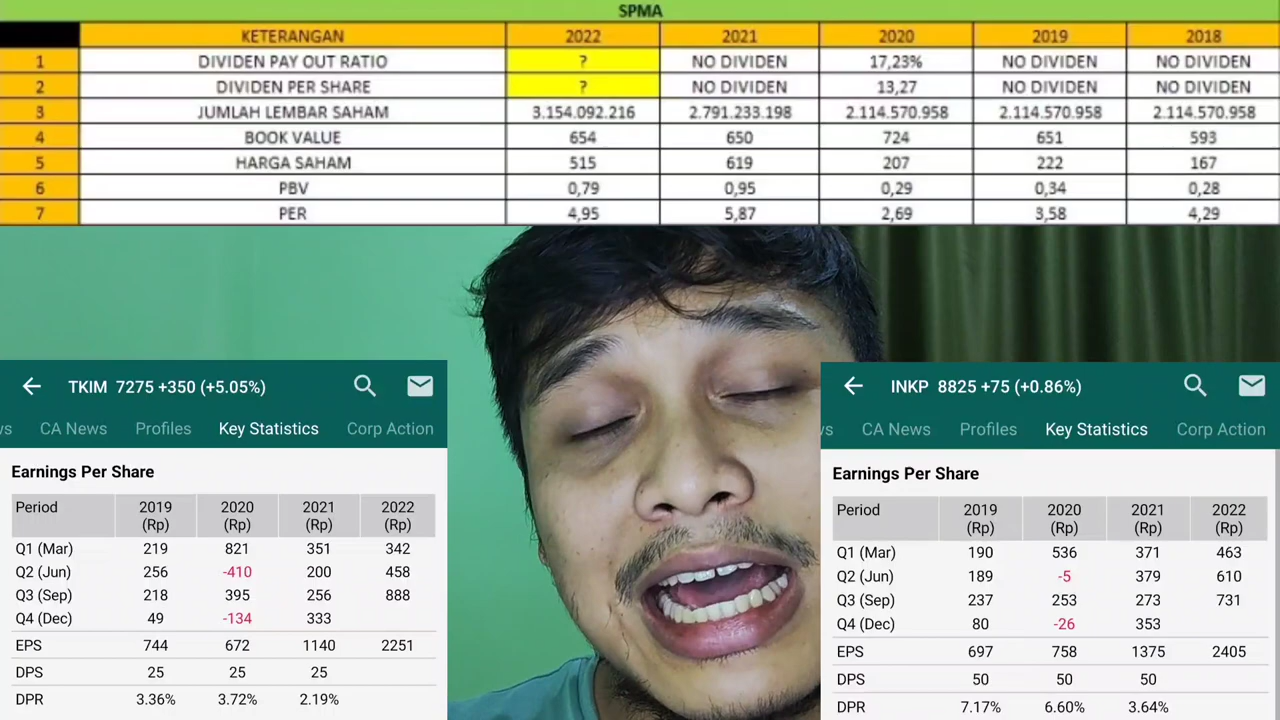 SPMA
KETERANGAN 2022 2021 2020 2019 2018
1 DIVIDEN PAY OUT RATIO ? NO DIVIDEN 17,23% NO DIVIDEN NO DIVIDEN
2 DIVIDEN PER SHARE ? NO DIVIDEN 13,27 NO DIVIDEN NO DIVIDEN
3 JUMLAH LEMBAR SAHAM 3.154.092.216 2.791.233.198 2.114.570.958 2.114.570.958 2.114.570.958
4 BOOK VALUE 654 650 724 651 593
5 HARGA SAHAM 515 619 207 222 167
6 PBV 0,79 0,95 0,29 0,34 0,28
7 PER 4,95 5,87 2,69 3,58 4,29
TKIM 7275 +350 (+5.05%)
vs CA News Profiles Key Statistics Corp Action
Earnings Per Share
Period 2019 (Rp) 2020 (Rp) 2021 (Rp) 2022 (Rp)
Q1 (Mar) 219 821 351 342
Q2 (Jun) 256 -410 200 458
Q3 (Sep) 218 395 256 888
Q4 (Dec) 49 -134 333
EPS 744 672 1140 2251
DPS 25 25 25
DPR 3.36% 3.72% 2.19%
INKP 8825 +75 (+0.86%)
vs CA News Profiles Key Statistics Corp Action
Earnings Per Share
Period 2019 (Rp) 2020 (Rp) 2021 (Rp) 2022 (Rp)
Q1 (Mar) 190 536 371 463
Q2 (Jun) 189 -5 379 610
Q3 (Sep) 237 253 273 731
Q4 (Dec) 80 -26 353
EPS 697 758 1375 2405
DPS 50 50 50
DPR 7.17% 6.60% 3.64%